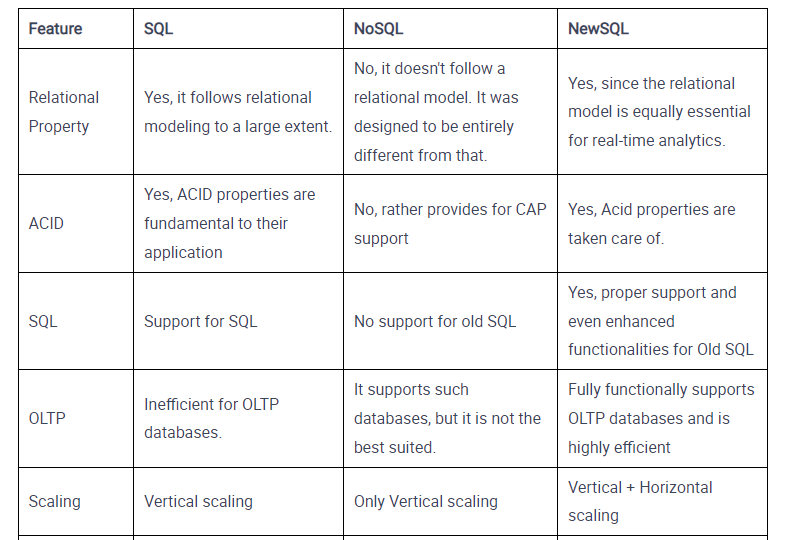 Feature SQL NoSQL NewSQL
Relational
Property
Yes, it follows relational
modeling to a large extent.
No, it doesn't follow a
relational model. It was
designed to be entirely
different from that.
Yes, since the relational
model is equally essential
for real-time analytics.
ACID
Yes, ACID properties are
fundamental to their
application
No, rather provides for CAP
support
Yes, Acid properties are
taken care of.
SQL
Support for SQL
No support for old SQL
Yes, proper support and
even enhanced
functionalities for Old SQL
OLTP
Inefficient for OLTP
databases.
It supports such
databases, but it is not the
best suited.
Fully functionally supports
OLTP databases and is
highly efficient
Scaling
Vertical scaling
Only Vertical scaling
Vertical + Horizontal
scaling